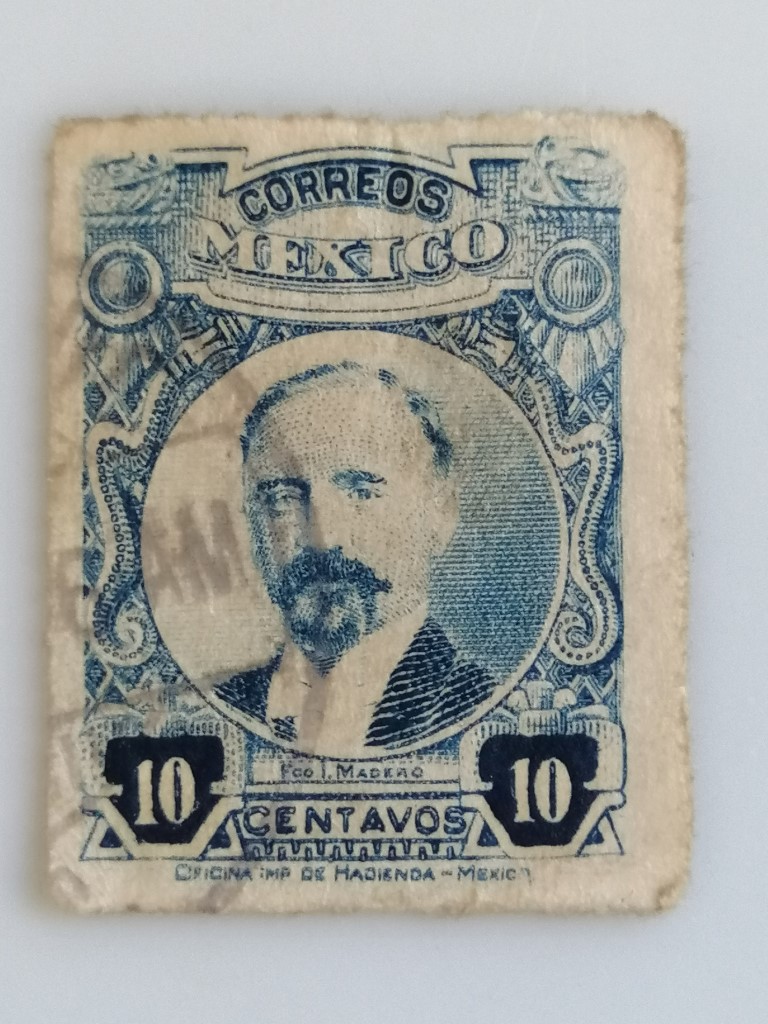 CORREOS
MEXICO
Fco I. MADERO
10 10
CENTAVOS
OFICINA IMP. DE HACIENDA - MEXICO